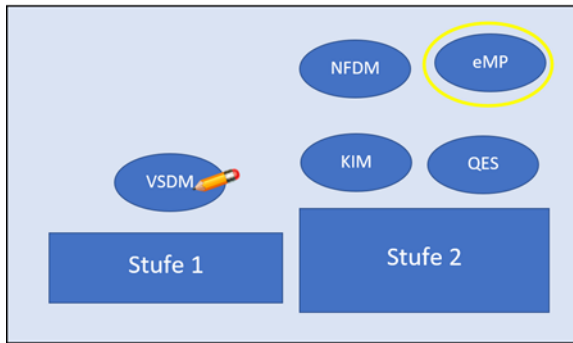 NFDM
eMP
VSDM
KIM
QES
Stufe 1
Stufe 2